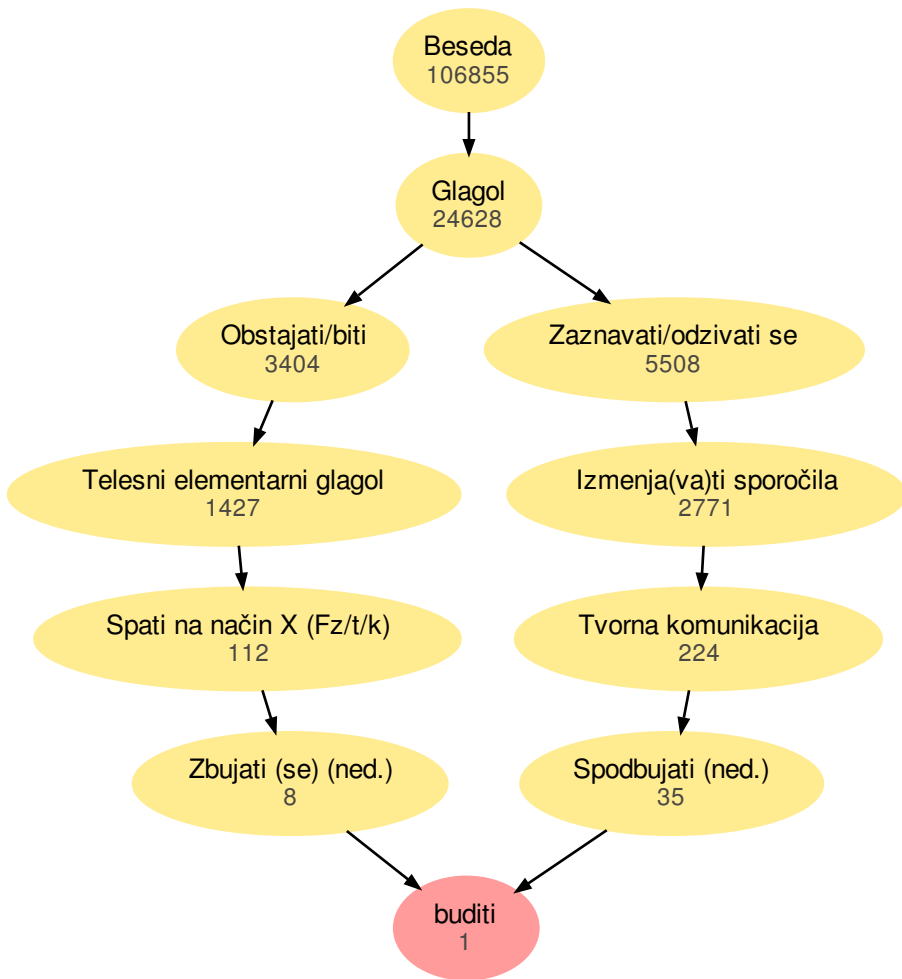 Beseda
106855
Glagol
24628
Obstajati/biti
3404
Zaznavati/odzivati se
5508
Telesni elementarni glagol
1427
Izmenja(va)ti sporočila
2771
Spati na način X (Fz/t/k)
112
Tvorna komunikacija
224
Zbujati (se) (ned.)
8
Spodbujati (ned.)
35
buditi
1